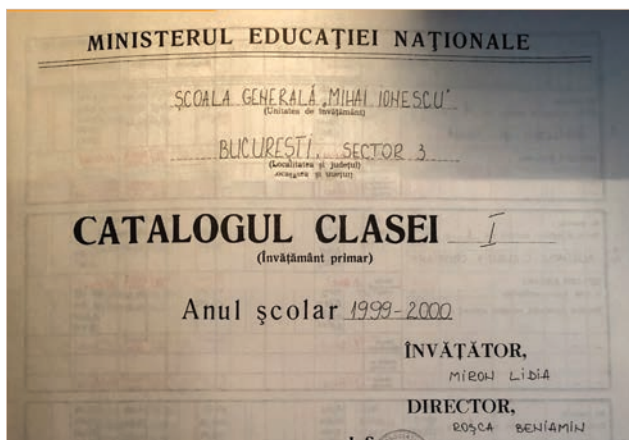 MINISTERUL EDUCAŢIEI NAŢIONALE
ŞCOALA GENERALĂ „MIHAI IONESCU"
(Unitatea de învăţământ)
BUCUREŞTI, SECTOR 3
(Localitatea şi judeţul)
CATALOGUL CLASEI I
(Învăţământ primar)
Anul şcolar 1999-2000
ÎNVĂŢĂTOR,
MIRON LIDIA
DIRECTOR,
ROŞCA BENIAMIN